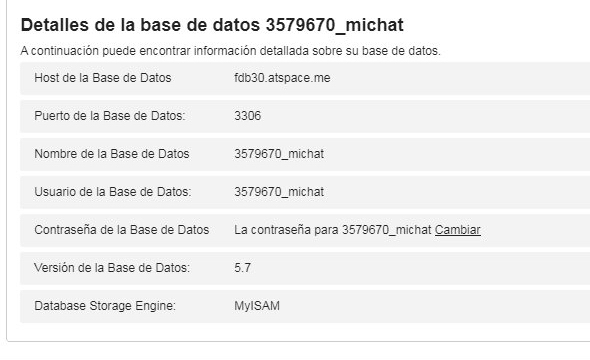 Detalles de la base de datos 3579670_michat
A continuación puede encontrar información detallada sobre su base de datos.
Host de la Base de Datos fdb30.atspace.me
Puerto de la Base de Datos: 3306
Nombre de la Base de Datos 3579670_michat
Usuario de la Base de Datos: 3579670_michat
Contraseña de la Base de Datos La contraseña para 3579670_michat Cambiar
Versión de la Base de Datos: 5.7
Database Storage Engine: MyISAM